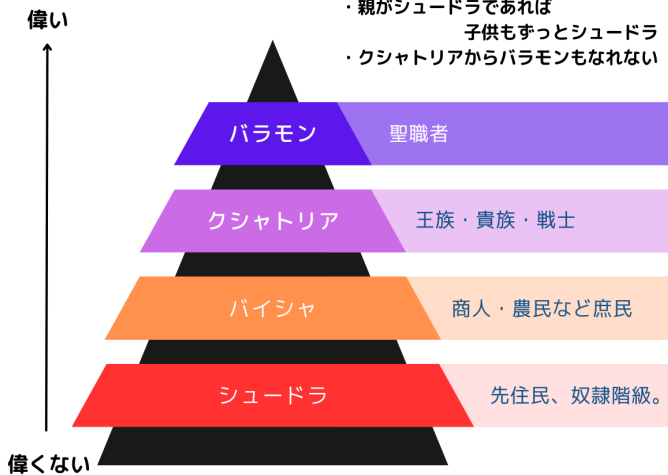 偉い
・親がシュードラであれば
子供もずっとシュードラ
・クシャトリアからバラモンもなれない
バラモン
聖職者
クシャトリア
王族・貴族・戦士
バイシャ
商人・農民など庶民
シュードラ
先住民、奴隷階級。
偉くない